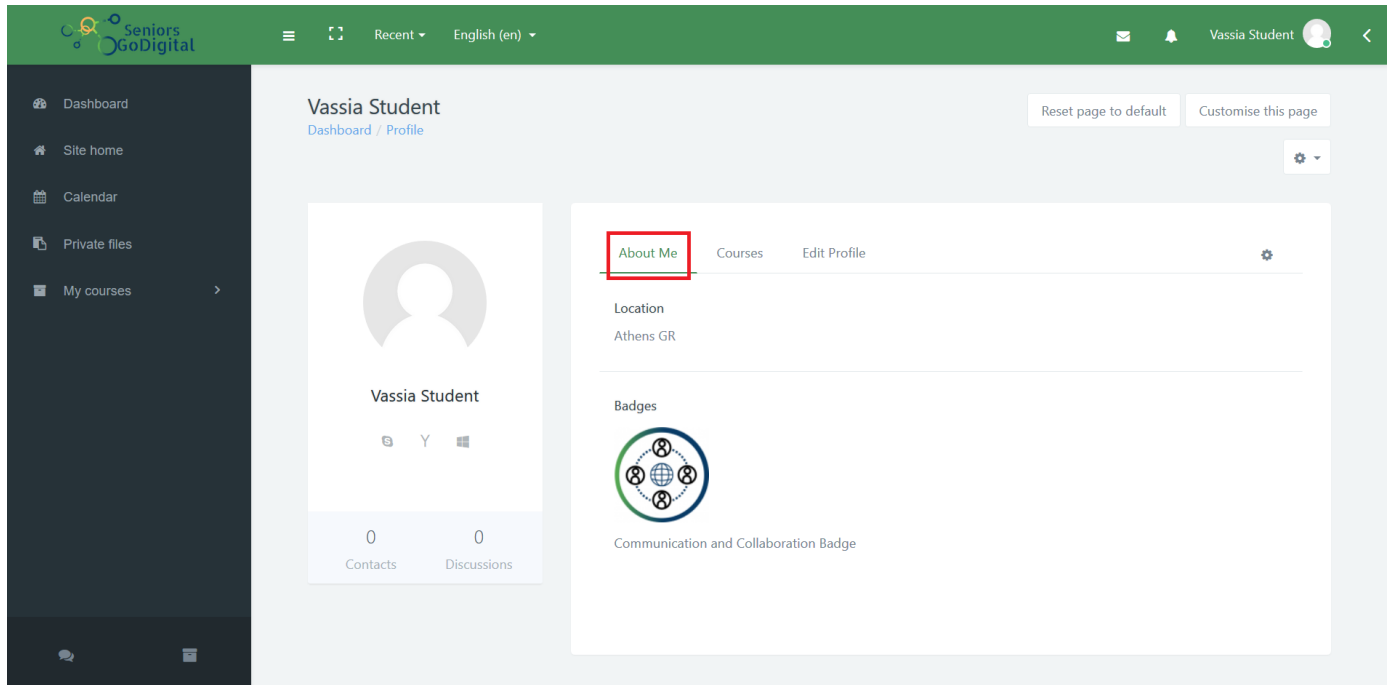 Seniors
GoDigital
Recent
English (en)
Vassia Student
Dashboard
Site home
Calendar
Private files
My courses
Vassia Student
Dashboard / Profile
Reset page to default
Customise this page
Vassia Student
0
0
Contacts
Discussions
About Me
Courses
Edit Profile
Location
Athens GR
Badges
Communication and Collaboration Badge